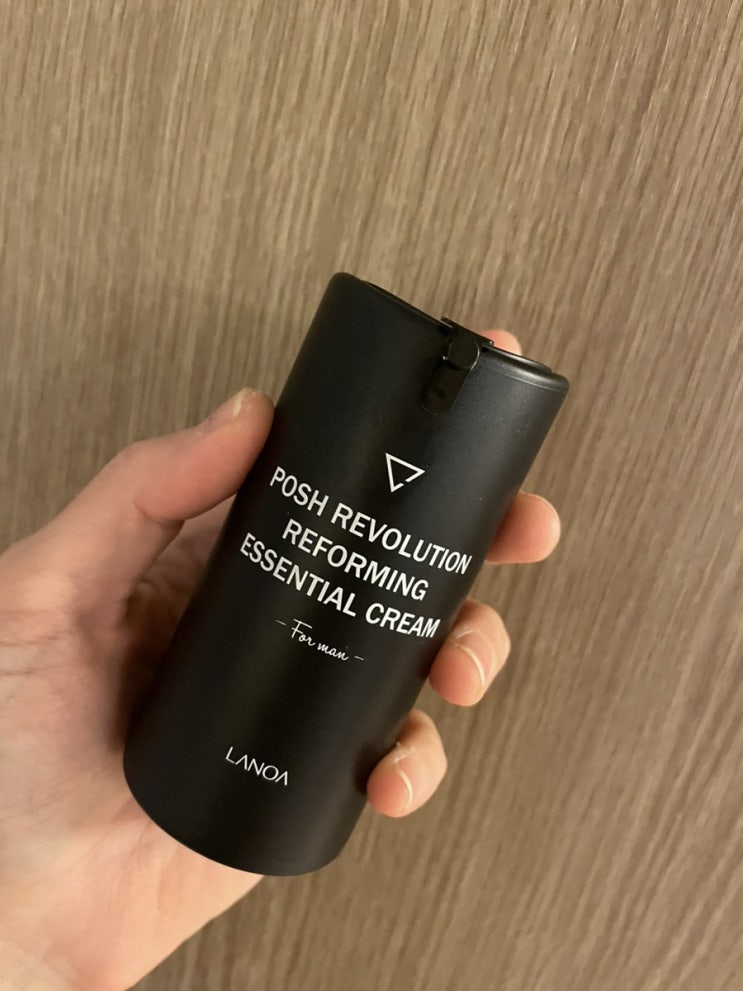 POSH REVOLUTION
REFORMING
ESSENTIAL CREAM
- For man -
LANOA